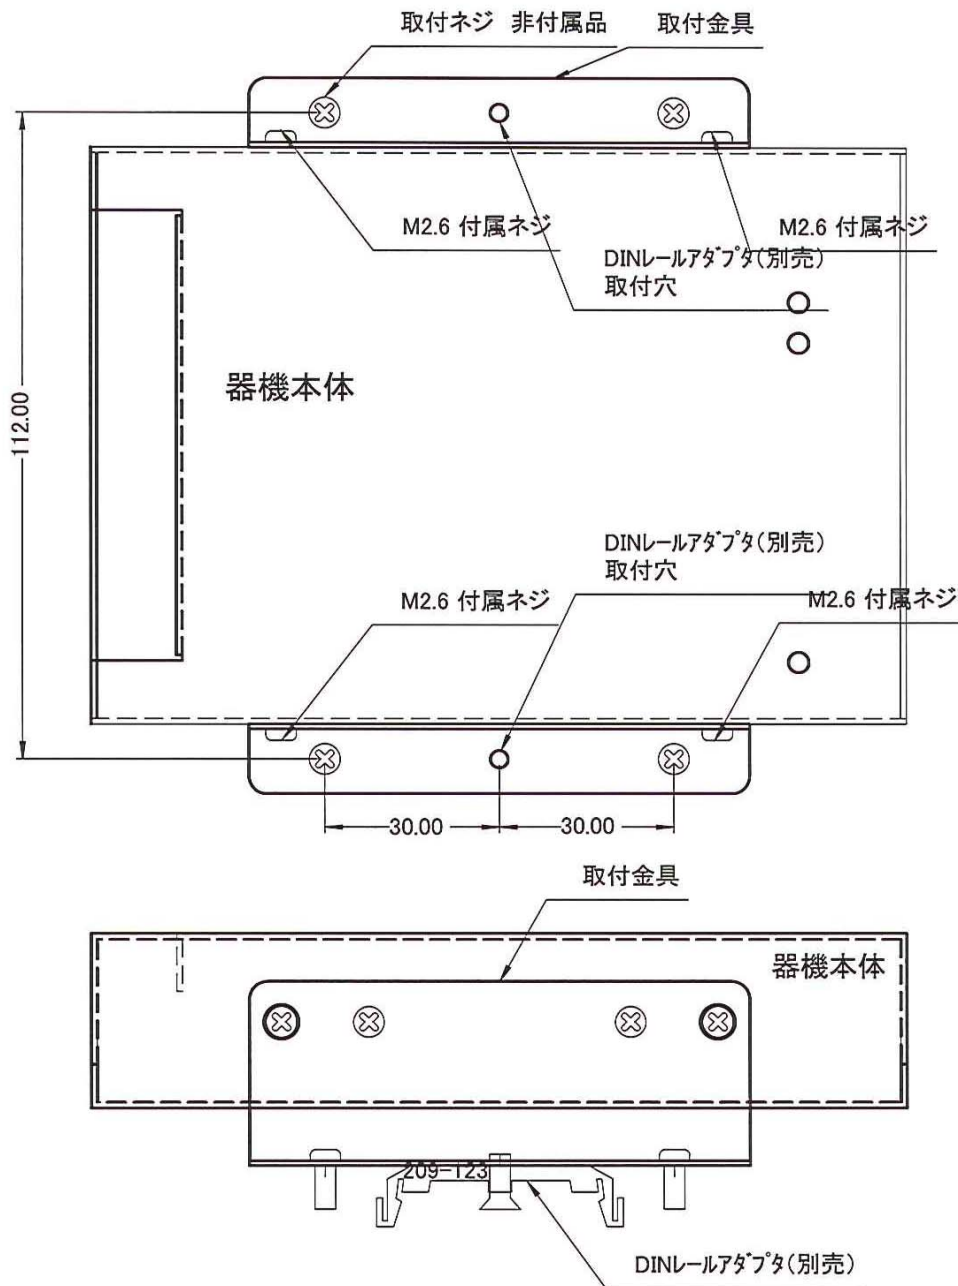 取付ネジ 非付属品
取付金具
M2.6 付属ネジ
M2.6 付属ネジ
DINレールアダプタ(別売)
取付穴
器機本体
112.00
DINレールアダプタ(別売)
取付穴
M2.6 付属ネジ
M2.6 付属ネジ
30.00
30.00
取付金具
器機本体
209-123
DINレールアダプタ(別売)